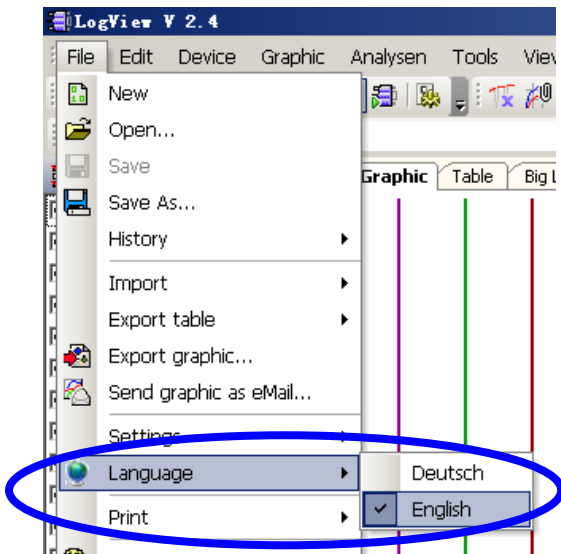 LogView V 2.4
File Edit Device Graphic Analysen Tools View
New
Open...
Save
Save As...
History
Import
Export table
Export graphic...
Send graphic as eMail...
Settings
Language
Print
Graphic Table Big
Deutsch
English